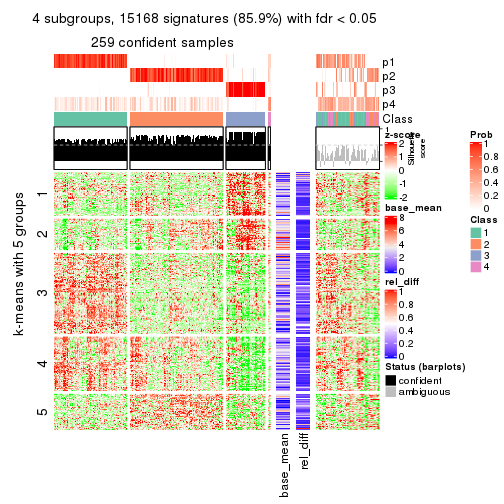 4 subgroups, 15168 signatures (85.9%) with fdr < 0.05
259 confident samples
p1
p2
p3
p4
Class
1
Silhouette
score
z-score
2
1
0
-1
-2
Prob
1
0.8
0.6
0.4
0.2
0
base_mean
8
6
4
2
0
Class
1
2
3
4
rel_diff
1
0.8
0.6
0.4
0.2
0
Status (barplots)
confident
ambiguous
k-means with 5 groups
1
2
3
4
5
base_mean
rel_diff